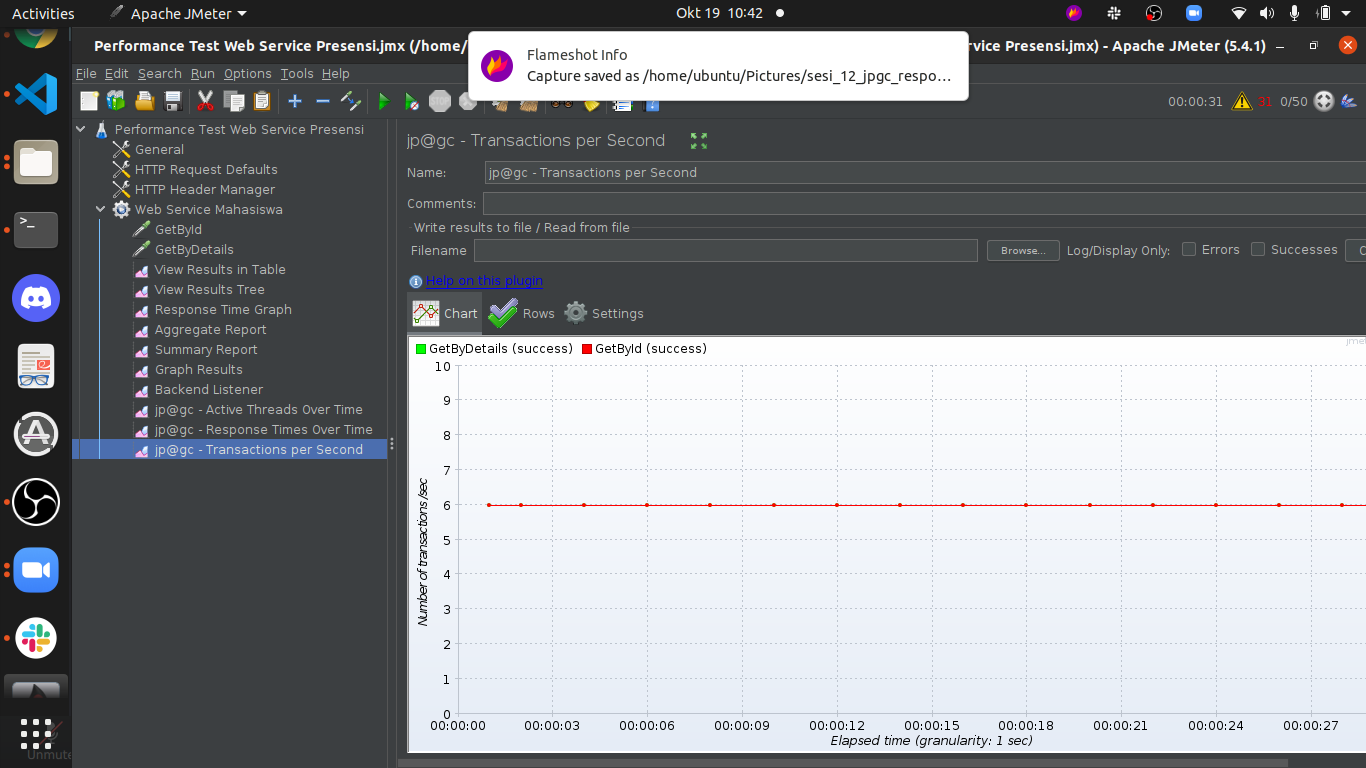 Activities
Apache JMeter
Okt 19 10:42
Performance Test Web Service Presensi.jmx (/home/
rvice Presensi.jmx) - Apache JMeter (5.4.1)
Flameshot Info
Capture saved as /home/ubuntu/Pictures/sesi_12_jpgc_respo...
File Edit Search Run Options Tools Help
STOP
00:00:31
31
0/50
Performance Test Web Service Presensi
General
HTTP Request Defaults
HTTP Header Manager
Web Service Mahasiswa
GetById
GetByDetails
View Results in Table
View Results Tree
Response Time Graph
Aggregate Report
Summary Report
Graph Results
Backend Listener
jp@gc - Active Threads Over Time
jp@gc - Response Times Over Time
jp@gc - Transactions per Second
jp@gc - Transactions per Second
Name: jp@gc - Transactions per Second
Comments:
Write results to file / Read from file
Filename
Browse...
Log/Display Only:
Errors
Successes
Help on this plugin
Chart
Rows
Settings
GetByDetails (success)
GetById (success)
jme
10
9
8
7
6
5
4
3
2
1
0
Number of transactions /sec
00:00:00 00:00:03 00:00:06 00:00:09 00:00:12 00:00:15 00:00:18 00:00:21 00:00:24 00:00:27
Elapsed time (granularity: 1 sec)
Unmute